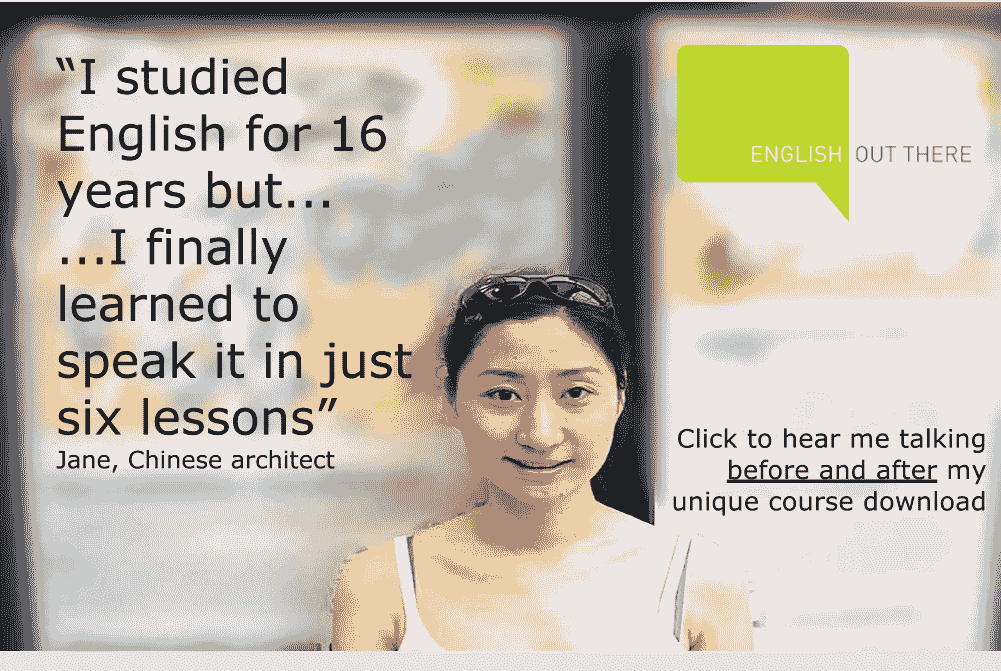 “I studied
English for 16
years but...
...I finally
learned to
speak it in just
six lessons”
Jane, Chinese architect
ENGLISH OUT THERE
Click to hear me talking
before and after my
unique course download